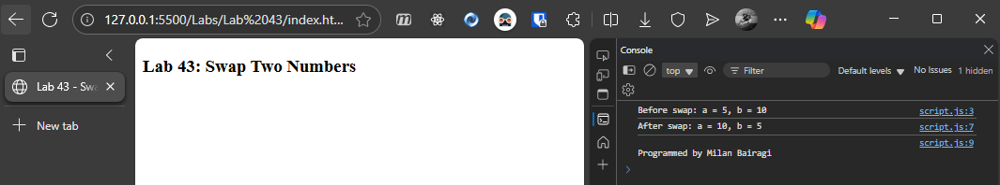 127.0.0.1:5500/Labs/Lab%2043/index.ht...
Lab 43 - Swa
New tab
Lab 43: Swap Two Numbers
Console
top
Filter
Default levels
No Issues
1 hidden
Before swap: a = 5, b = 10 script.js:3
After swap: a = 10, b = 5 script.js:7
script.js:9
Programmed by Milan Bairagi